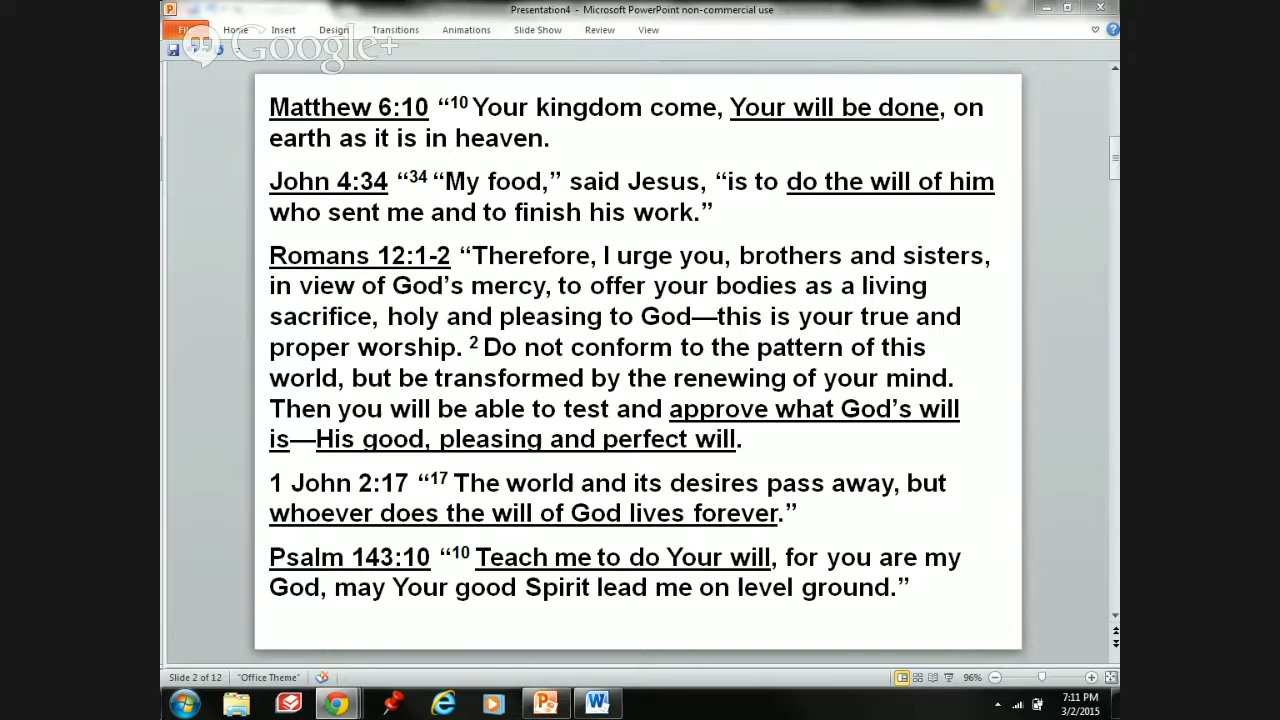 Presentation4 - Microsoft PowerPoint non-commercial use
File Home Insert Design Transitions Animations Slide Show Review View
Google+
Matthew 6:10 “10 Your kingdom come, Your will be done, on
earth as it is in heaven.
John 4:34 “34 “My food,” said Jesus, “is to do the will of him
who sent me and to finish his work.”
Romans 12:1-2 “Therefore, I urge you, brothers and sisters,
in view of God’s mercy, to offer your bodies as a living
sacrifice, holy and pleasing to God—this is your true and
proper worship. 2 Do not conform to the pattern of this
world, but be transformed by the renewing of your mind.
Then you will be able to test and approve what God’s will
is—His good, pleasing and perfect will.
1 John 2:17 “17 The world and its desires pass away, but
whoever does the will of God lives forever.”
Psalm 143:10 “10 Teach me to do Your will, for you are my
God, may Your good Spirit lead me on level ground.”
Slide 2 of 12 "Office Theme" 96%
7:11 PM
3/2/2015